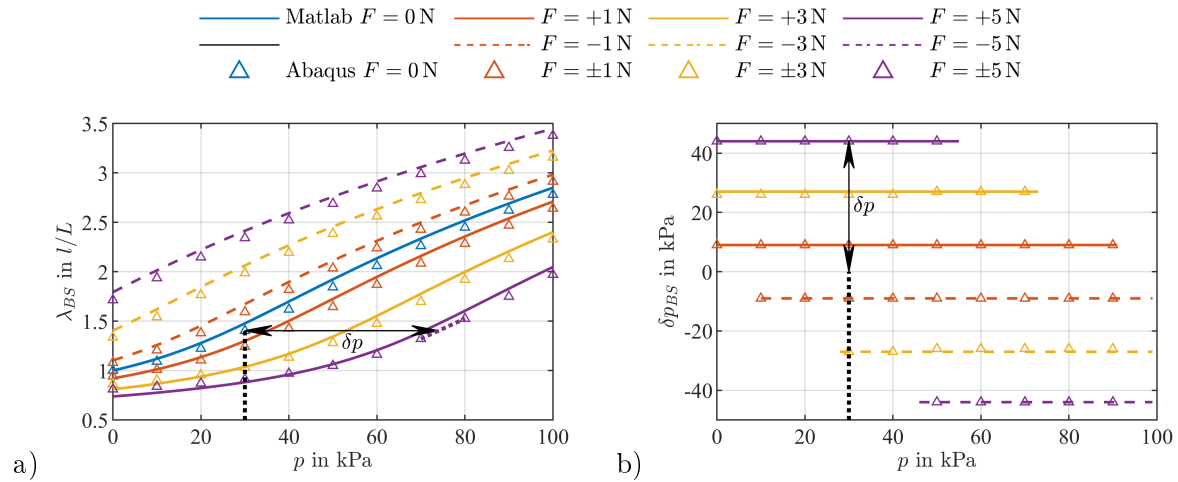 Matlab F = 0 N
F = +1 N
F = +3 N
F = +5 N
F = −1 N
F = −3 N
F = −5 N
Abaqus F = 0 N
F = ±1 N
F = ±3 N
F = ±5 N
3.5
3
2.5
2
1.5
1
0.5
λ_BS in l/L
δp
0 20 40 60 80 100
p in kPa
a)
40
20
0
-20
-40
δp_BS in kPa
δp
0 20 40 60 80 100
p in kPa
b)